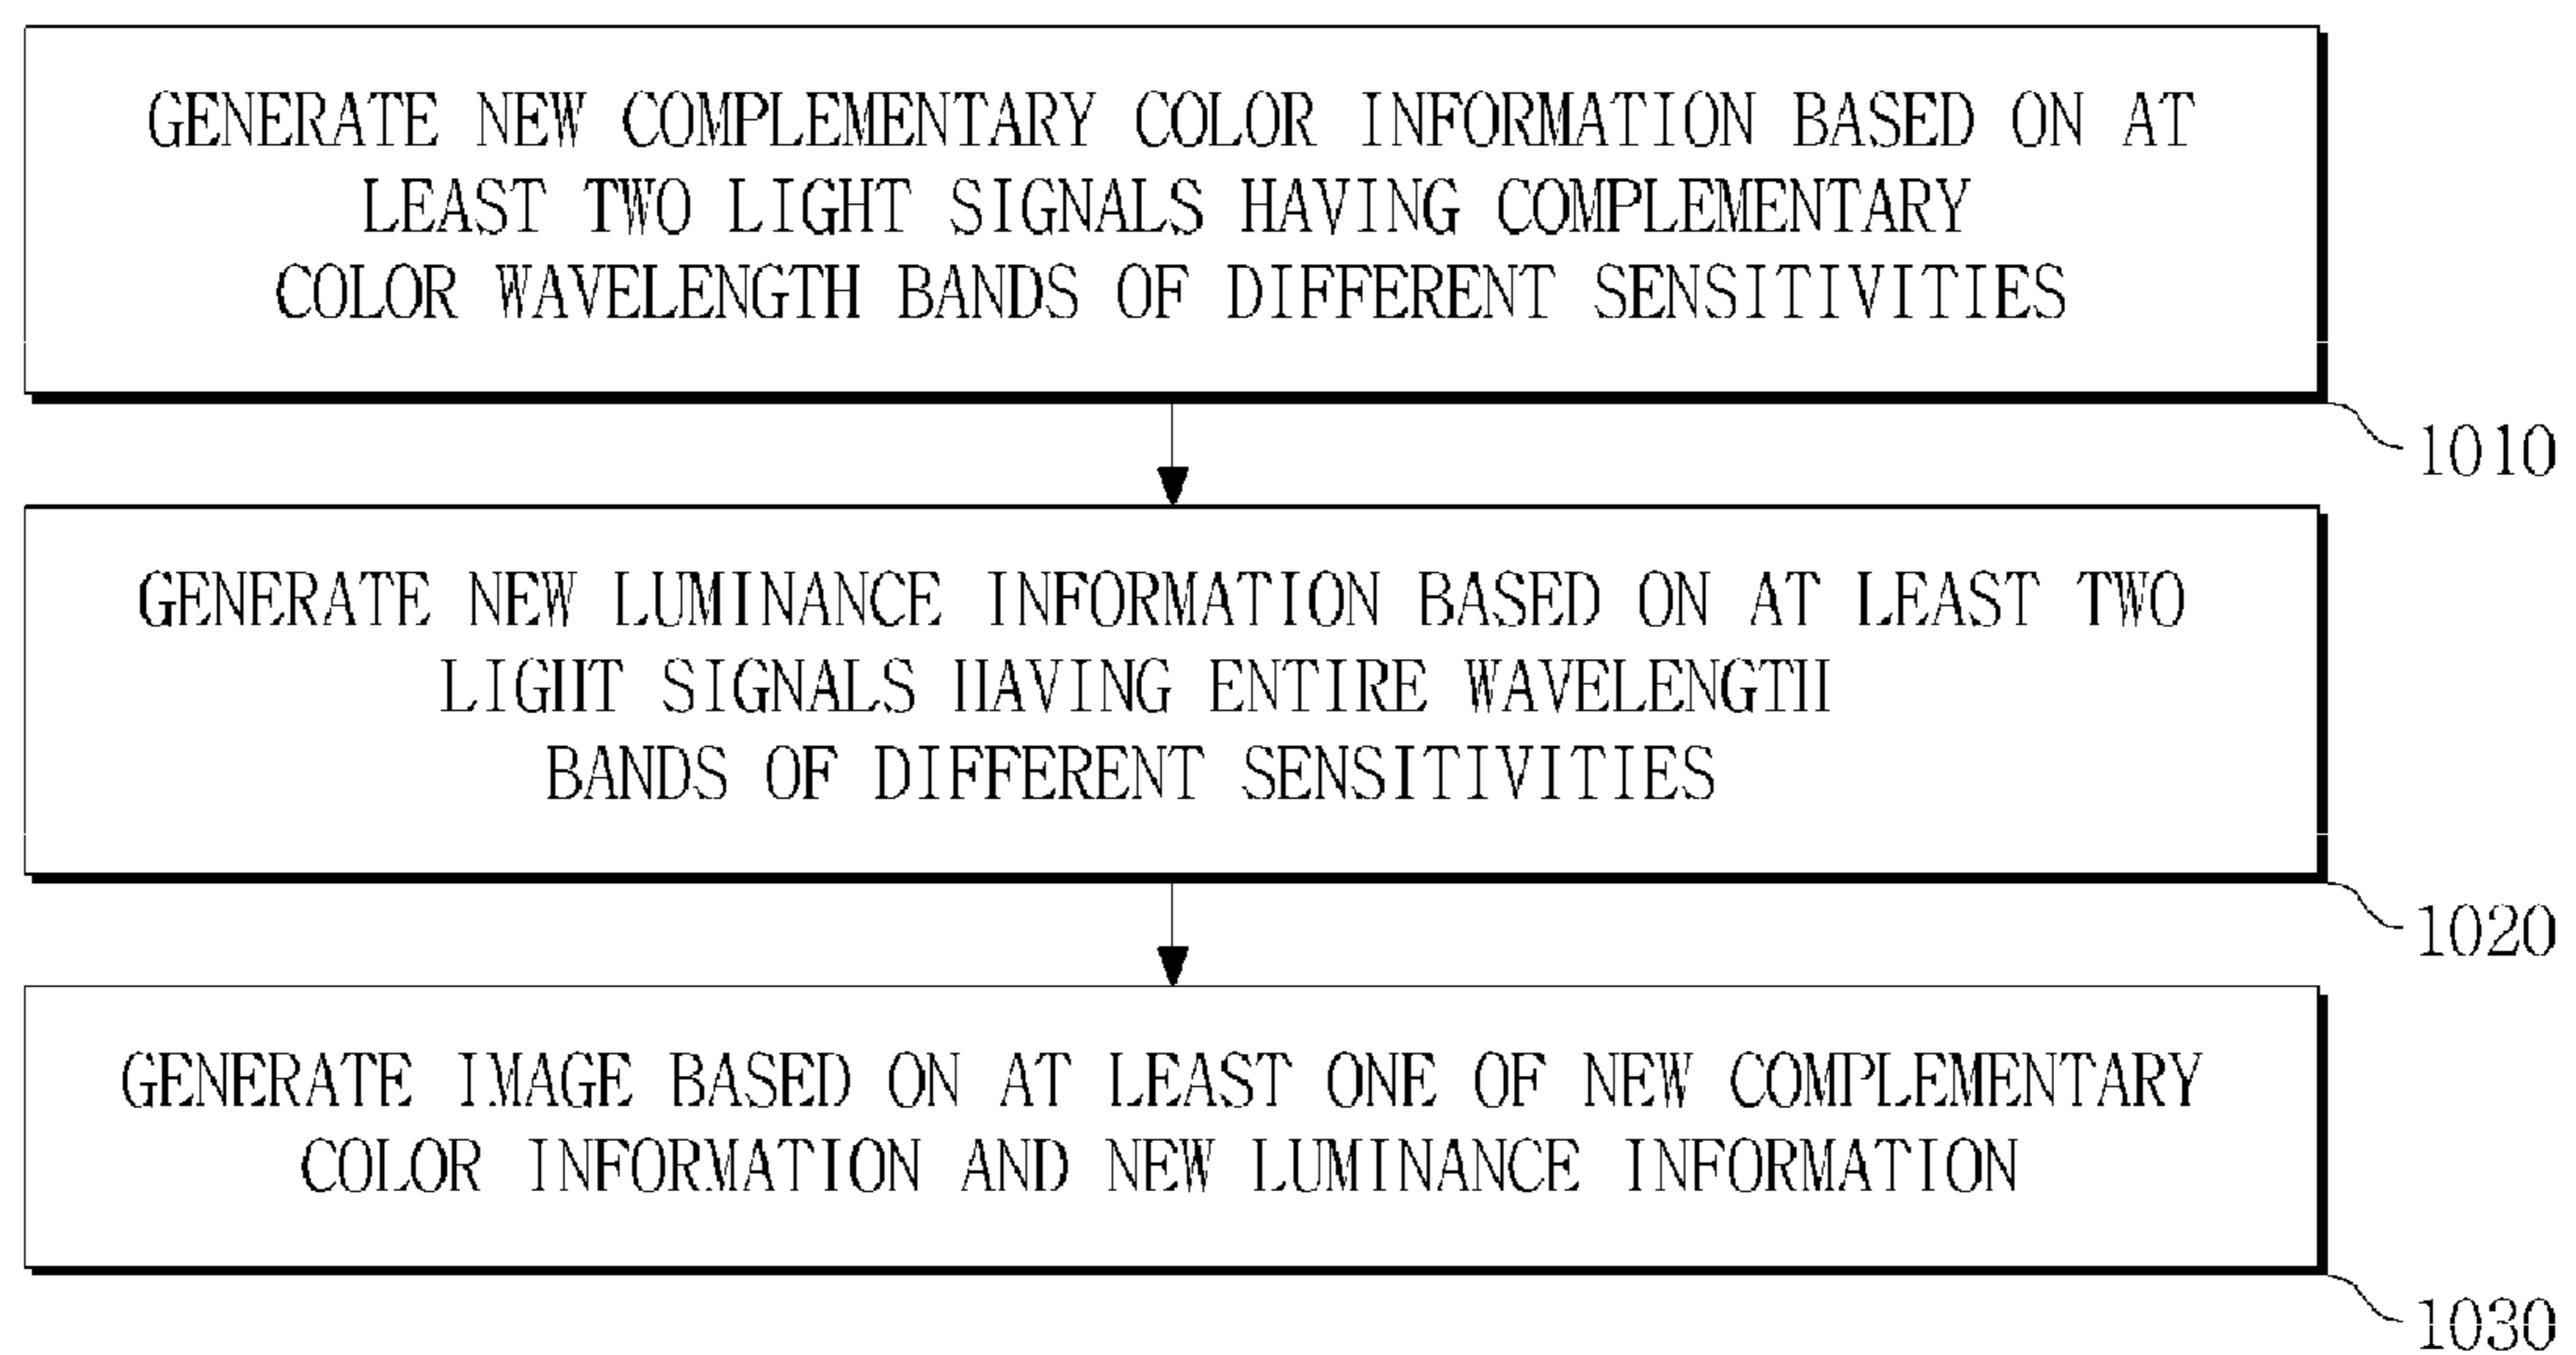 GENERATE NEW COMPLEMENTARY COLOR INFORMATION BASED ON AT
LEAST TWO LIGHT SIGNALS HAVING COMPLEMENTARY
COLOR WAVELENGTH BANDS OF DIFFERENT SENSITIVITIES
1010
GENERATE NEW LUMINANCE INFORMATION BASED ON AT LEAST TWO
LIGHT SIGNALS HAVING ENTIRE WAVELENGTH
BANDS OF DIFFERENT SENSITIVITIES
1020
GENERATE IMAGE BASED ON AT LEAST ONE OF NEW COMPLEMENTARY
COLOR INFORMATION AND NEW LUMINANCE INFORMATION
1030